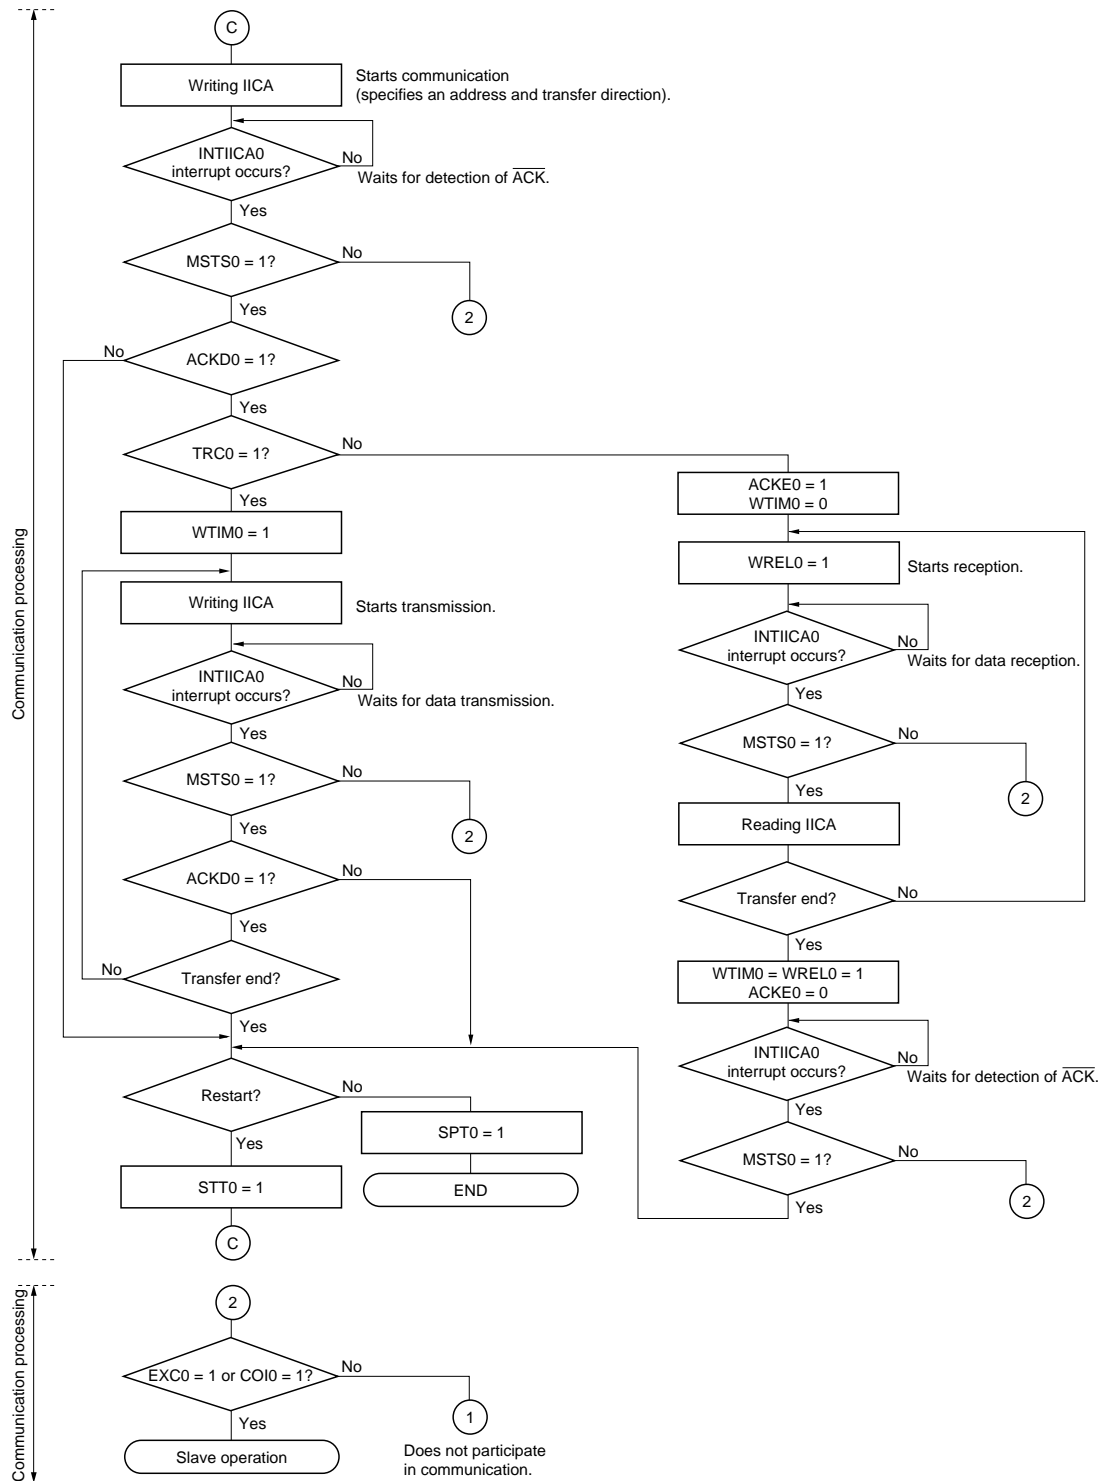 C
Writing IICA
Starts communication
(specifies an address and transfer direction).
INTIICA0
interrupt occurs?
No
Waits for detection of ACK.
Yes
MSTS0 = 1?
No
2
Yes
No
ACKD0 = 1?
Yes
TRC0 = 1?
No
Yes
WTIM0 = 1
Writing IICA
Starts transmission.
INTIICA0
interrupt occurs?
No
Waits for data transmission.
Yes
MSTS0 = 1?
No
2
Yes
ACKD0 = 1?
No
Yes
No
Transfer end?
Yes
Restart?
No
Yes
SPT0 = 1
END
STT0 = 1
C
ACKE0 = 1
WTIM0 = 0
WREL0 = 1
Starts reception.
INTIICA0
interrupt occurs?
No
Waits for data reception.
Yes
MSTS0 = 1?
No
2
Yes
Reading IICA
Transfer end?
No
Yes
WTIM0 = WREL0 = 1
ACKE0 = 0
INTIICA0
interrupt occurs?
No
Waits for detection of ACK.
Yes
MSTS0 = 1?
No
2
Yes
Communication processing
2
EXC0 = 1 or COI0 = 1?
No
1
Yes
Does not participate
in communication.
Slave operation
Communication processing